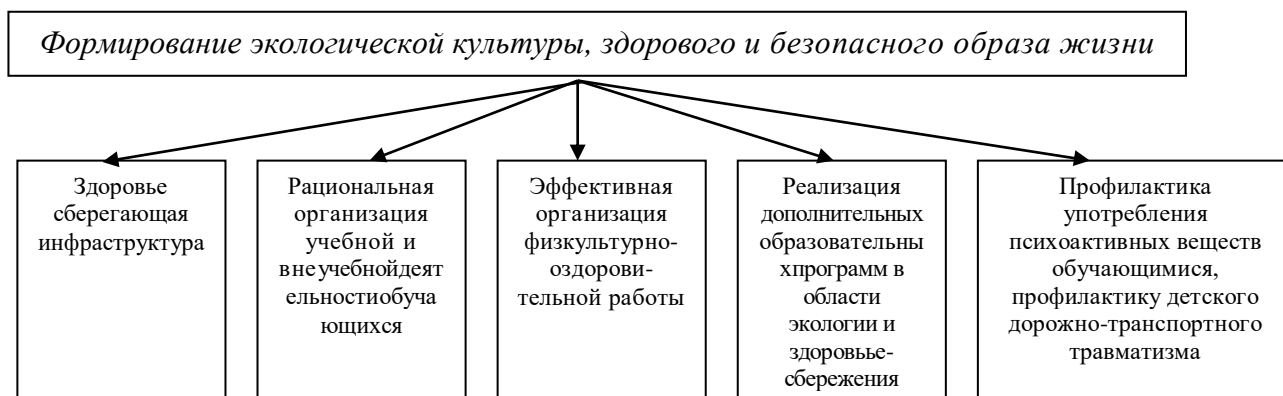 Формирование экологической культуры, здорового и безопасного образа жизни
Здоровье
сберегающая
инфраструктура
Рациональная
организация
учебной и
внеучебнойдеят
ельностиобуча
ющихся
Эффективная
организация
физкультурно-
оздорови-
тельной работы
Реализация
дополнительных
образовательны
хпрограмм в
области
экологии и
здоровьье-
сбережения
Профилактика
употребления
психоактивных веществ
обучающимися,
профилактику детского
дорожно-транспортного
травматизма